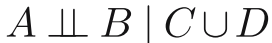 A ⫫ B | C ∪ D